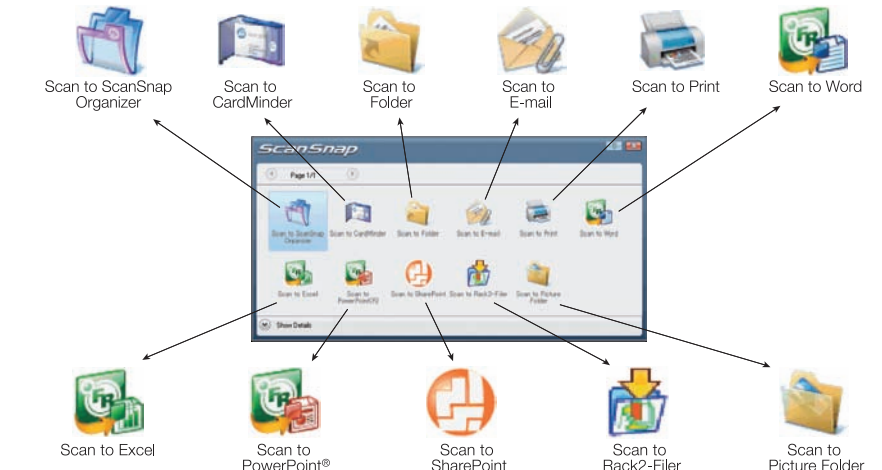 Scan to ScanSnap
Organizer
Scan to
CardMinder
Scan to
Folder
Scan to
E-mail
Scan to Print
Scan to Word
ScanSnap
Page 1/1
Scan to ScanSnap
Organizer
Scan to CardMinder
Scan to Folder
Scan to E-mail
Scan to Print
Scan to Word
Scan to Excel
Scan to
PowerPoint(R)
Scan to SharePoint
Scan to Rack2-Filer
Scan to Picture
Folder
Show Details
Scan to Excel
Scan to
PowerPoint®
Scan to
SharePoint
Scan to
Rack2-Filer
Scan to
Picture Folder